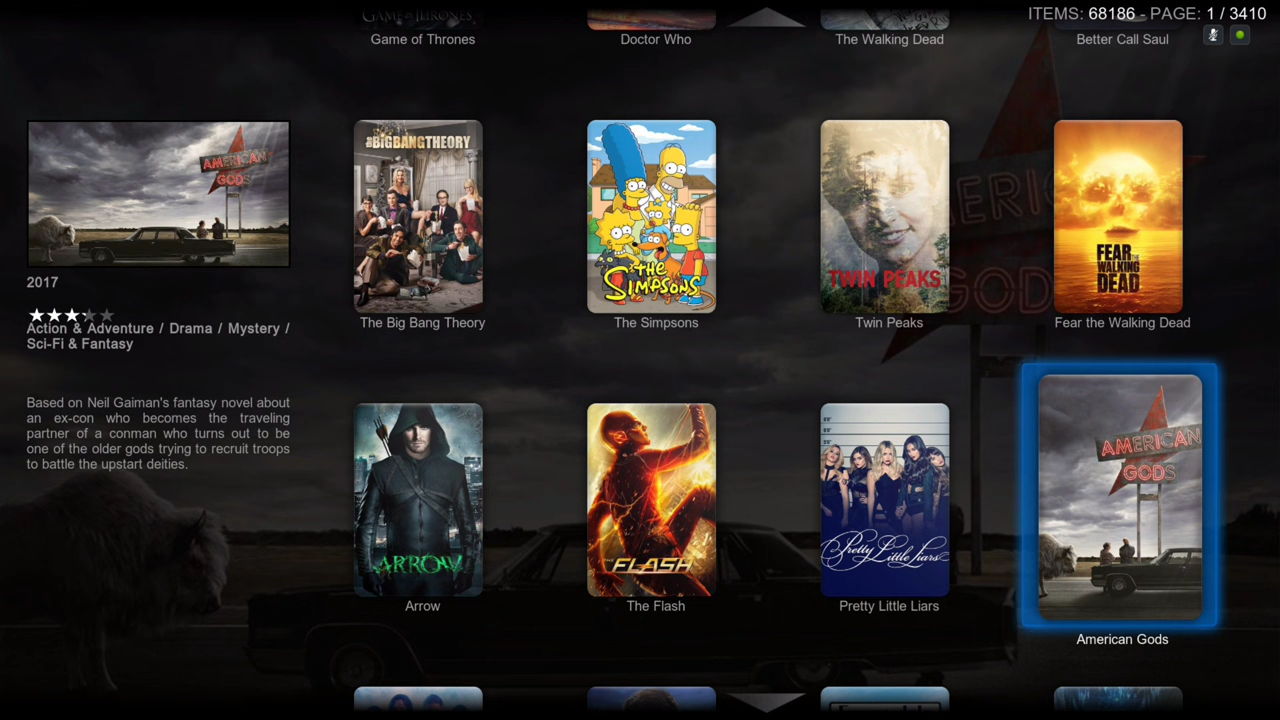 ITEMS: 68186 - PAGE: 1 / 3410
GAME OF THRONES
Game of Thrones
Doctor Who
The Walking Dead
Better Call Saul
AMERICAN
GODS
2017
Action & Adventure / Drama / Mystery /
Sci-Fi & Fantasy
Based on Neil Gaiman's fantasy novel about
an ex-con who becomes the traveling
partner of a conman who turns out to be
one of the older gods trying to recruit troops
to battle the upstart deities.
THE BIGBANGTHEORY
The Big Bang Theory
THE
SIMPSONS
The Simpsons
TWIN PEAKS
Twin Peaks
FEAR THE
WALKING
DEAD
Fear the Walking Dead
ARROW
Arrow
THE FLASH
The Flash
Pretty Little Liars
Pretty Little Liars
AMERICAN
GODS
American Gods